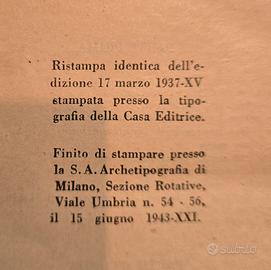 Ristampa identica dell'e-
dizione 17 marzo 1937-XV
stampata presso la tipo-
grafia della Casa Editrice.
Finito di stampare presso
la S.A. Archetipografia di
Milano, Sezione Rotative,
Viale Umbria n. 54 - 56,
il 15 giugno 1943-XXI.
subito